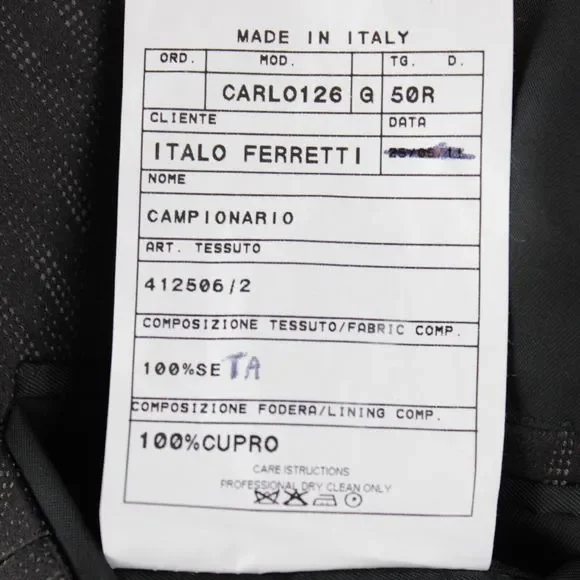 MADE IN ITALY
ORD. MOD. TG. D.
CARLO126 G 50R
CLIENTE DATA
ITALO FERRETTI
NOME
CAMPIONARIO
ART. TESSUTO
412506/2
COMPOSIZIONE TESSUTO/FABRIC COMP.
100%SETA
COMPOSIZIONE FODERA/LINING COMP.
100%CUPRO
CARE ISTRUCTIONS
PROFESSIONAL DRY CLEAN ONLY